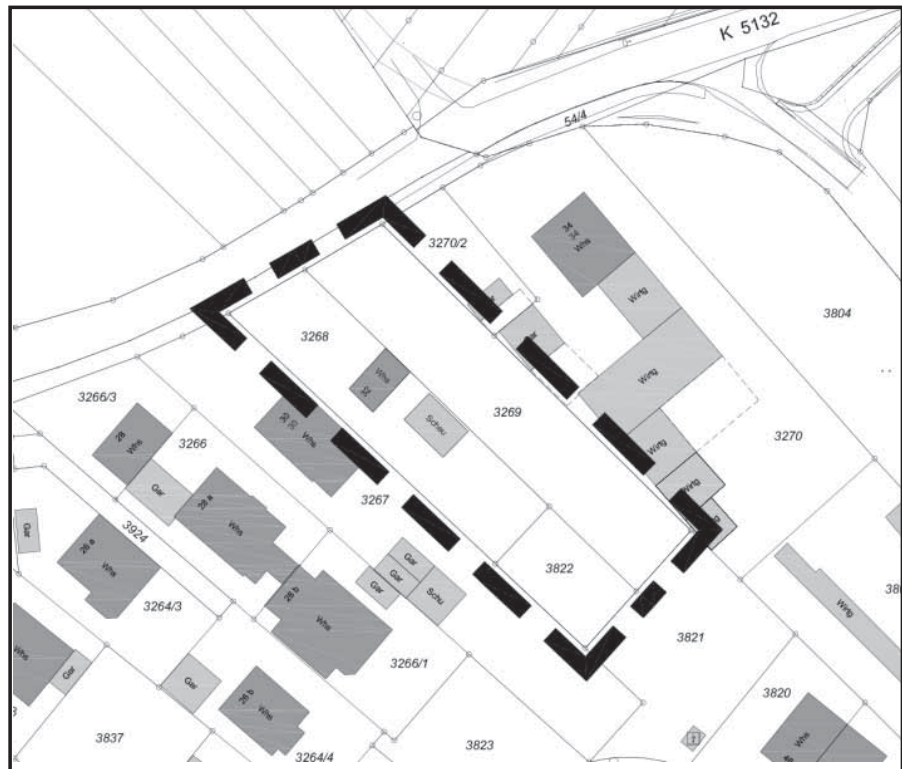 K 5132
54/4
3270/2
34
34
Whs
Wirtg
3804
3268
Gar
Wirtg
3266/3
32
Whs
3269
Schu
3270
28
Whs
3266
30
30
Whs
Wirtg
Gar
28 a
Whs
3267
Wirtg
Gar
3924
26 a
Whs
3822
Gar
Gar
Gar
Schu
28 b
Whs
3264/3
Wirtg
3821
Whs
Gar
3266/1
Gar
26 b
Whs
3820
3837
3264/4
3823
Whs